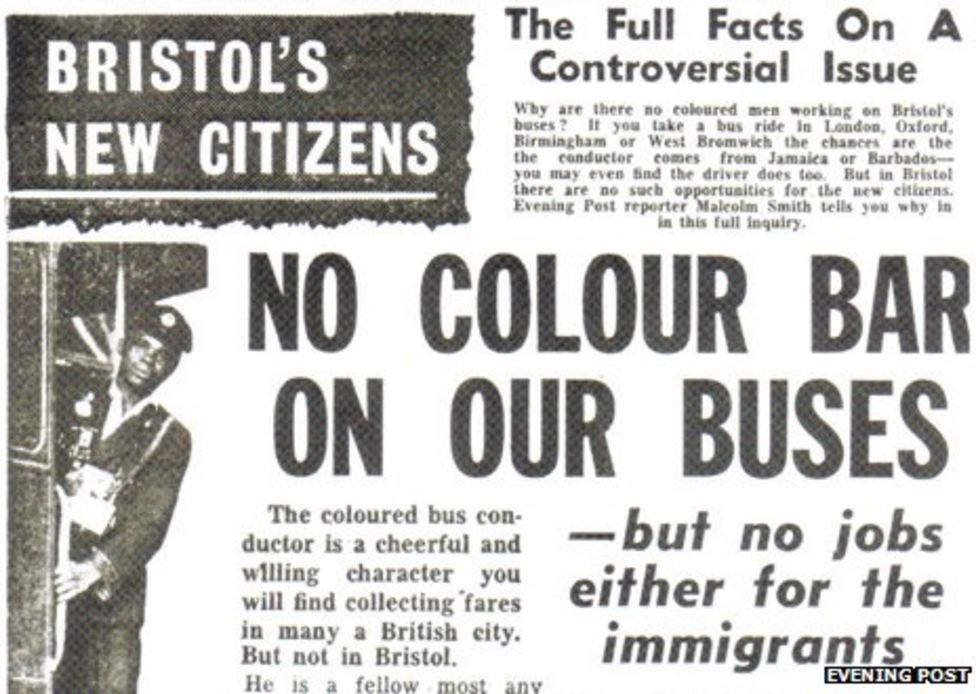 BRISTOL'S
NEW CITIZENS
The Full Facts On A
Controversial Issue
Why are there no coloured men working on Bristol's
buses? If you take a bus ride in London, Oxford,
Birmingham or West Bromwich the chances are the
the conductor comes from Jamaica or Barbados—
you may even find the driver does too. But in Bristol
there are no such opportunities for the new citizens.
Evening Post reporter Malcolm Smith tells you why in
in this full inquiry.
NO COLOUR BAR
ON OUR BUSES
The coloured bus con-
ductor is a cheerful and
willing character you
will find collecting fares
in many a British city.
But not in Bristol.
He is a fellow most any
—but no jobs
either for the
immigrants
EVENING POST